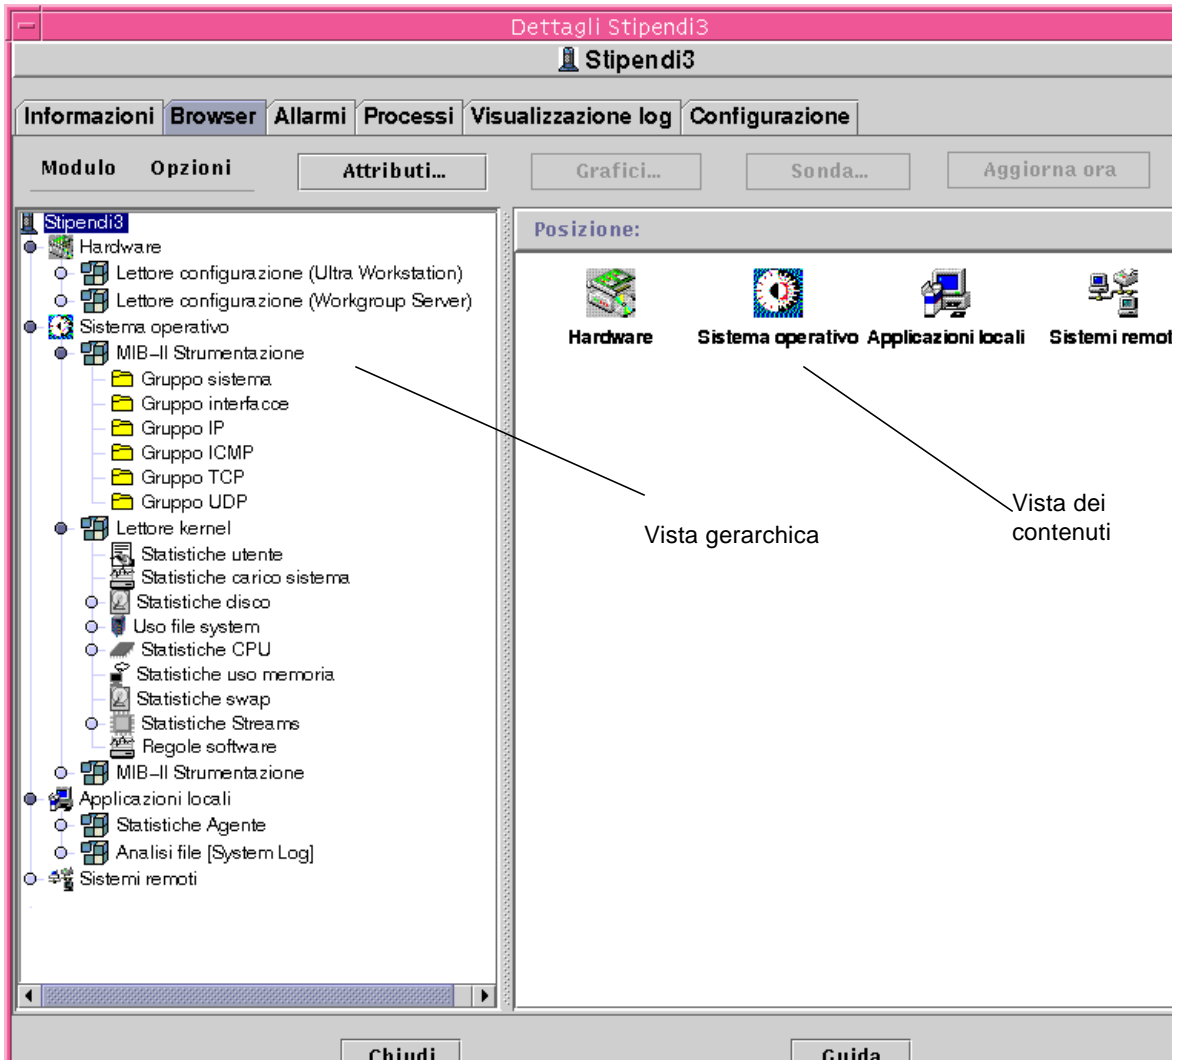 Dettagli Stipendi3
Stipendi3
Informazioni Browser Allarmi Processi Visualizzazione log Configurazione
Modulo Opzioni Attributi... Grafici... Sonda... Aggiorna ora
Stipendi3
Hardware
Lettore configurazione (Ultra Workstation)
Lettore configurazione (Workgroup Server)
Sistema operativo
MIB-II Strumentazione
Gruppo sistema
Gruppo interfacce
Gruppo IP
Gruppo ICMP
Gruppo TCP
Gruppo UDP
Lettore kernel
Statistiche utente
Statistiche carico sistema
Statistiche disco
Uso file system
Statistiche CPU
Statistiche uso memoria
Statistiche swap
Statistiche Streams
Regole software
MIB-II Strumentazione
Applicazioni locali
Statistiche Agente
Analisi file [System Log]
Sistemi remoti
Posizione:
Hardware Sistema operativo Applicazioni locali Sistemi remot
Vista gerarchica
Vista dei
contenuti
Chiudi Guida